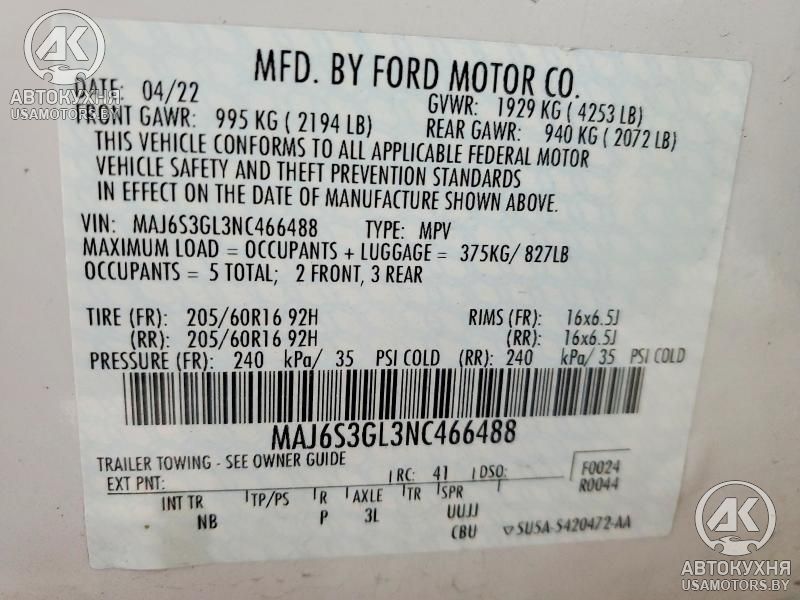 AK
АВТОКУХНЯ
USAMOTORS.BY
MFD. BY FORD MOTOR CO.
DATE: 04/22 GVWR: 1929 KG ( 4253 LB)
FRONT GAWR: 995 KG ( 2194 LB) REAR GAWR: 940 KG ( 2072 LB)
THIS VEHICLE CONFORMS TO ALL APPLICABLE FEDERAL MOTOR
VEHICLE SAFETY AND THEFT PREVENTION STANDARDS
IN EFFECT ON THE DATE OF MANUFACTURE SHOWN ABOVE.
VIN: MAJ6S3GL3NC466488 TYPE: MPV
MAXIMUM LOAD = OCCUPANTS + LUGGAGE = 375KG/ 827LB
OCCUPANTS = 5 TOTAL; 2 FRONT, 3 REAR
TIRE (FR): 205/60R16 92H RIMS (FR): 16x6.5J
(RR): 205/60R16 92H (RR): 16x6.5J
PRESSURE (FR): 240 kPa/ 35 PSI COLD (RR): 240 kPa/ 35 PSI COLD
MAJ6S3GL3NC466488
TRAILER TOWING - SEE OWNER GUIDE
EXT PNT: RC: 41 DSO: F0024
R0044
INT TR TP/PS R AXLE TR SPR
NB P 3L UUJJ
CBU SU5A-S420472-AA
AK
АВТОКУХНЯ
USAMOTORS.BY